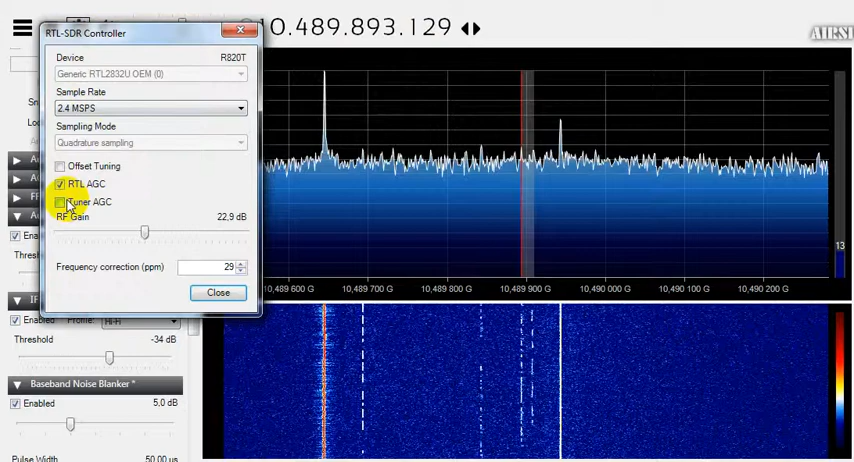 RTL-SDR Controller
10.489.893.129
AIRS
Device
R820T
Generic RTL2832U OEM (0)
Sample Rate
2.4 MSPS
Sampling Mode
Quadrature sampling
Offset Tuning
RTL AGC
Tuner AGC
RF Gain
22,9 dB
Frequency correction (ppm)
29
Close
Enabled
Profile:
Hi-Fi
Threshold
-34 dB
Baseband Noise Blanker *
Enabled
5,0 dB
Pulse Width
50,00 us
10,489 600 G
10,489 700 G
10,489 800 G
10,489 900 G
10,490 000 G
10,490 100 G
10,490 200 G
13